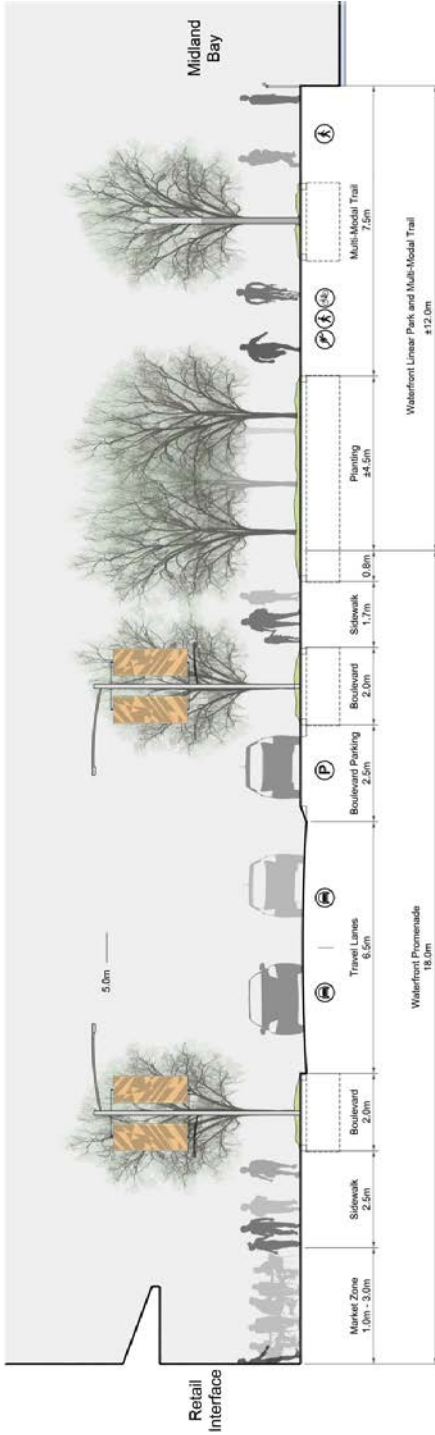 Retail
Interface
Midland
Bay
5.0m
P
Market Zone
1.0m - 3.0m
Sidewalk
2.5m
Boulevard
2.0m
Travel Lanes
6.5m
Boulevard Parking
2.5m
Boulevard
2.0m
Sidewalk
1.7m
0.8m
Planting
±4.5m
Multi-Modal Trail
7.5m
Waterfront Promenade
18.0m
Waterfront Linear Park and Multi-Modal Trail
±12.0m